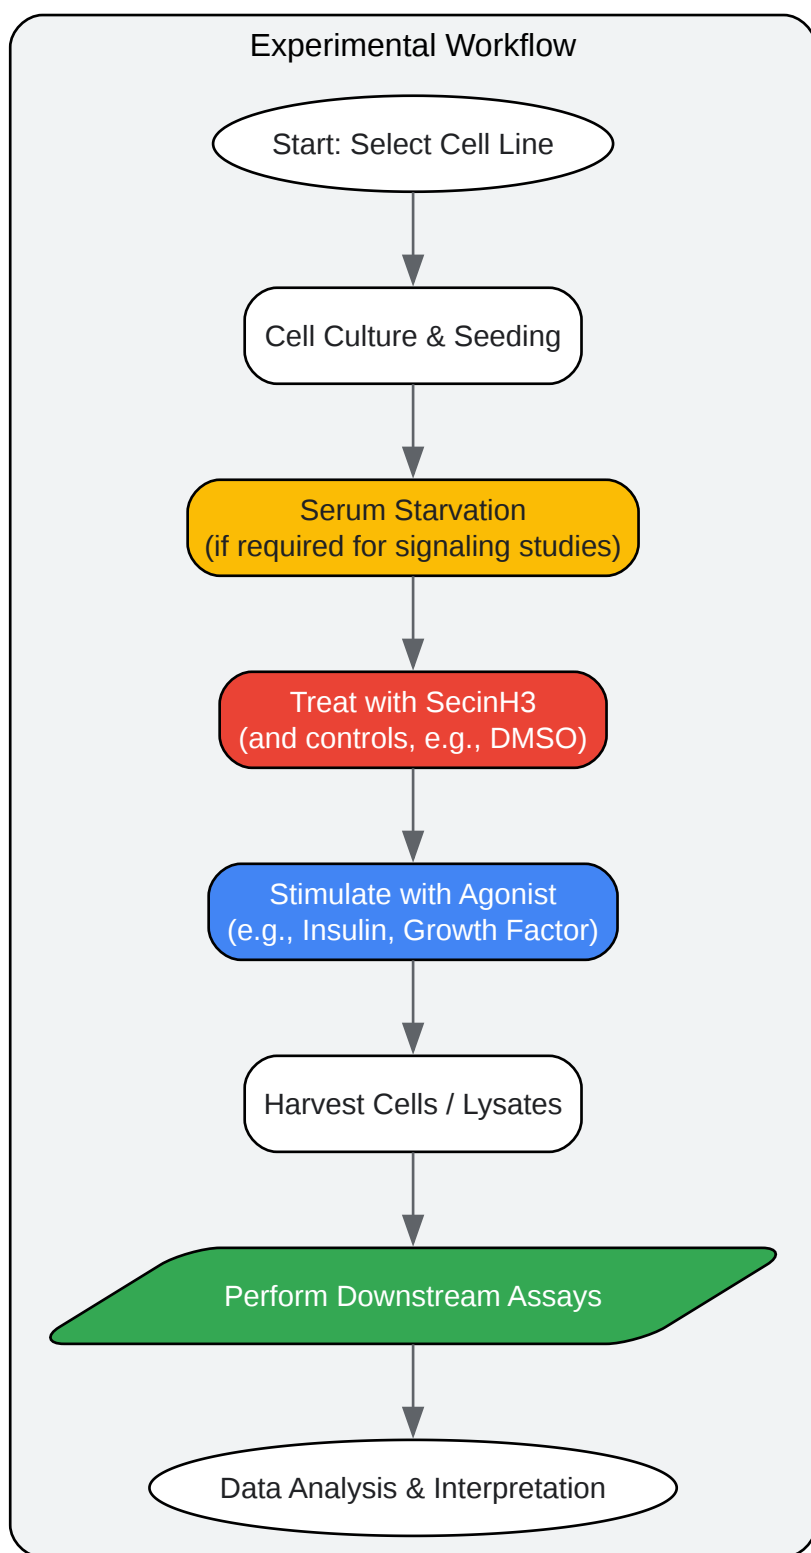 Experimental Workflow
Start: Select Cell Line
Cell Culture & Seeding
Serum Starvation
(if required for signaling studies)
Treat with SecinH3
(and controls, e.g., DMSO)
Stimulate with Agonist
(e.g., Insulin, Growth Factor)
Harvest Cells / Lysates
Perform Downstream Assays
Data Analysis & Interpretation